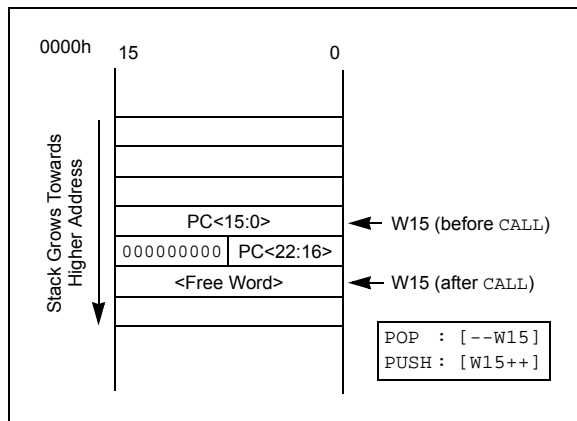 0000h
15 0
Stack Grows Towards
Higher Address
PC<15:0>
W15 (before CALL)
000000000 PC<22:16>
<Free Word>
W15 (after CALL)
POP : [--W15]
PUSH : [W15++]